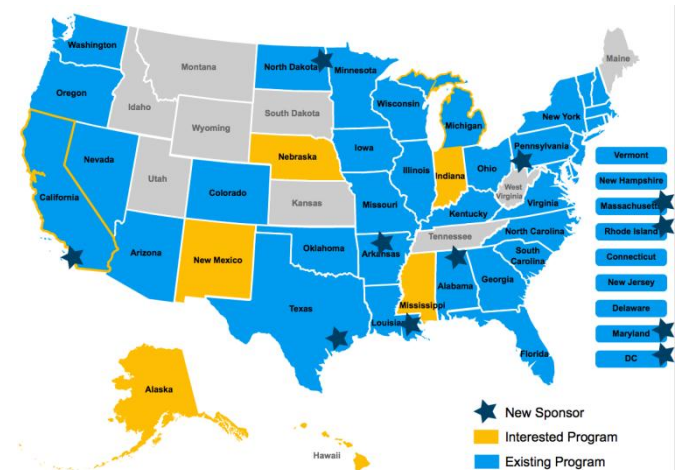 Washington
Montana
North Dakota
Minnesota
Maine
Oregon
Idaho
Wyoming
South Dakota
Wisconsin
Michigan
New York
Nevada
Utah
Nebraska
Iowa
Pennsylvania
California
Colorado
Kansas
Missouri
Illinois
Indiana
Ohio
West
Virginia
Virginia
Kentucky
Arizona
New Mexico
Oklahoma
Arkansas
Tennessee
North Carolina
South
Carolina
Texas
Louisian
Mississippi
Alabama
Georgia
Florida
Alaska
Hawaii
Vermont
New Hampshire
Massachusetts
Rhode Island
Connecticut
New Jersey
Delaware
Maryland
DC
New Sponsor
Interested Program
Existing Program